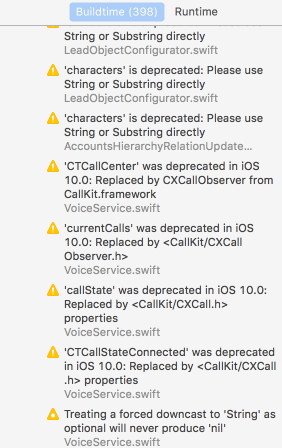 Buildtime (398) Runtime
String or Substring directly
LeadObjectConfigurator.swift
'characters' is deprecated: Please use
String or Substring directly
LeadObjectConfigurator.swift
'characters' is deprecated: Please use
String or Substring directly
AccountsHierarchyRelationUpdate...
'CTCallCenter' was deprecated in iOS
10.0: Replaced by CXCallObserver from
CallKit.framework
VoiceService.swift
'currentCalls' was deprecated in iOS
10.0: Replaced by <CallKit/CXCall
Observer.h>
VoiceService.swift
'callState' was deprecated in iOS 10.0:
Replaced by <CallKit/CXCall.h>
properties
VoiceService.swift
'CTCallStateConnected' was deprecated
in iOS 10.0: Replaced by <CallKit/CXCall
.h> properties
VoiceService.swift
Treating a forced downcast to 'String' as
optional will never produce 'nil'
VoiceService.swift